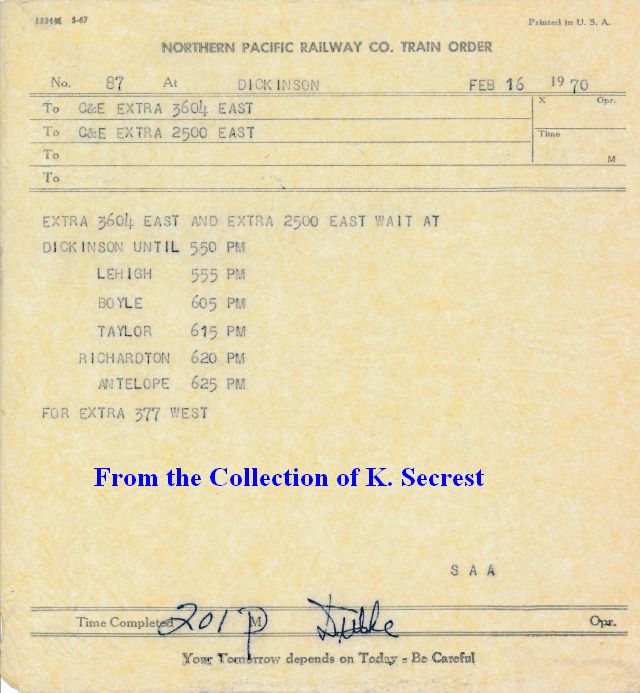 5-67 Printed in U. S. A.
NORTHERN PACIFIC RAILWAY CO. TRAIN ORDER
No. 87 At DICKINSON FEB 16 1970
To C&E EXTRA 3604 EAST X Opr.
To C&E EXTRA 2500 EAST Time
To M
To
EXTRA 3604 EAST AND EXTRA 2500 EAST WAIT AT
DICKINSON UNTIL 550 PM
LEHIGH 555 PM
BOYLE 605 PM
TAYLOR 615 PM
RICHARDTON 620 PM
ANTELOPE 625 PM
FOR EXTRA 377 WEST
From the Collection of K. Secrest
S A A
Time Completed 201 P M Opr.
Your Tomorrow depends on Today - Be Careful